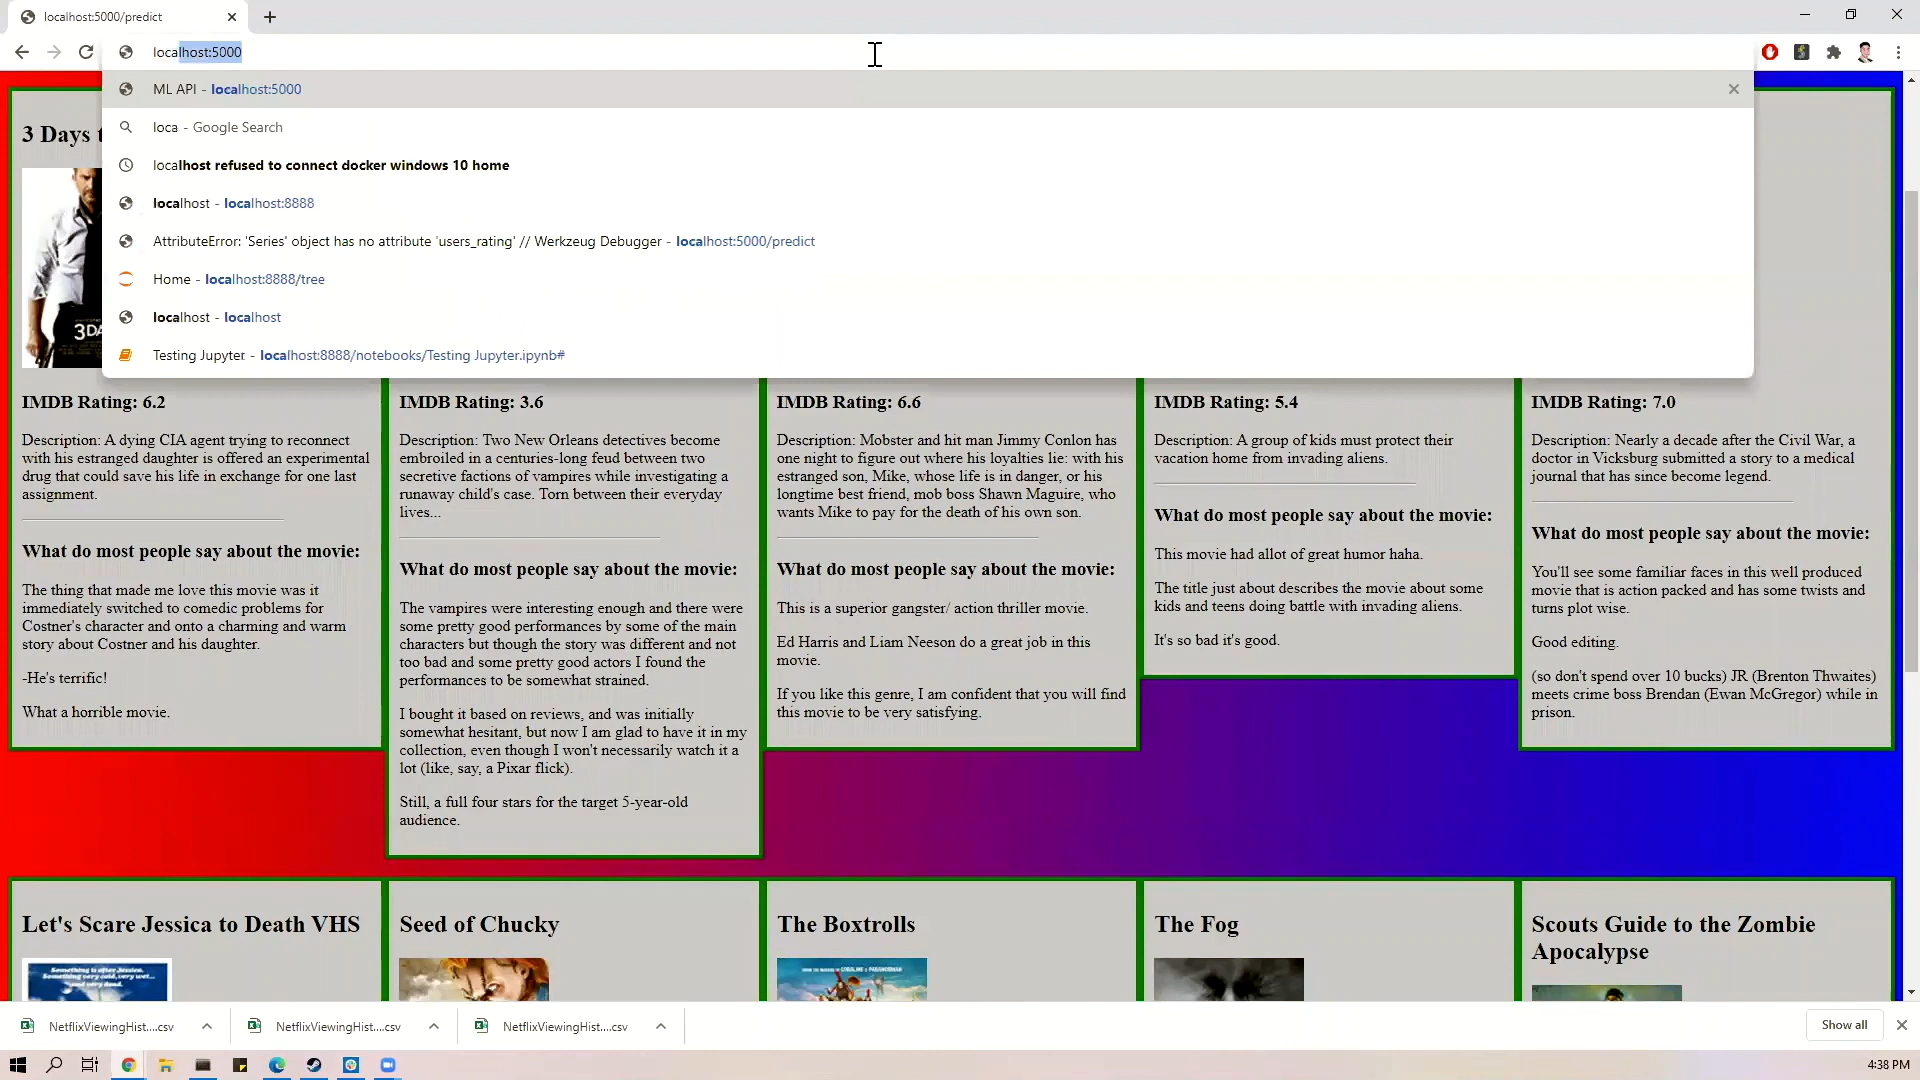 localhost:5000/predict
localhost:5000
ML API - localhost:5000
loca - Google Search
localhost refused to connect docker windows 10 home
localhost - localhost:8888
AttributeError: 'Series' object has no attribute 'users_rating' // Werkzeug Debugger - localhost:5000/predict
Home - localhost:8888/tree
localhost - localhost
Testing Jupyter - localhost:8888/notebooks/Testing Jupyter.ipynb#
3 Days t
3DA
IMDB Rating: 6.2
Description: A dying CIA agent trying to reconnect
with his estranged daughter is offered an experimental
drug that could save his life in exchange for one last
assignment.
What do most people say about the movie:
The thing that made me love this movie was it
immediately switched to comedic problems for
Costner's character and onto a charming and warm
story about Costner and his daughter.
-He's terrific!
What a horrible movie.
IMDB Rating: 3.6
Description: Two New Orleans detectives become
embroiled in a centuries-long feud between two
secretive factions of vampires while investigating a
runaway child's case. Torn between their everyday
lives...
What do most people say about the movie:
The vampires were interesting enough and there were
some pretty good performances by some of the main
characters but though the story was different and not
too bad and some pretty good actors I found the
performances to be somewhat strained.
I bought it based on reviews, and was initially
somewhat hesitant, but now I am glad to have it in my
collection, even though I won't necessarily watch it a
lot (like, say, a Pixar flick).
Still, a full four stars for the target 5-year-old
audience.
IMDB Rating: 6.6
Description: Mobster and hit man Jimmy Conlon has
one night to figure out where his loyalties lie: with his
estranged son, Mike, whose life is in danger, or his
longtime best friend, mob boss Shawn Maguire, who
wants Mike to pay for the death of his own son.
What do most people say about the movie:
This is a superior gangster/ action thriller movie.
Ed Harris and Liam Neeson do a great job in this
movie.
If you like this genre, I am confident that you will find
this movie to be very satisfying.
IMDB Rating: 5.4
Description: A group of kids must protect their
vacation home from invading aliens.
What do most people say about the movie:
This movie had allot of great humor haha.
The title just about describes the movie about some
kids and teens doing battle with invading aliens.
It's so bad it's good.
IMDB Rating: 7.0
Description: Nearly a decade after the Civil War, a
doctor in Vicksburg submitted a story to a medical
journal that has since become legend.
What do most people say about the movie:
You'll see some familiar faces in this well produced
movie that is action packed and has some twists and
turns plot wise.
Good editing.
(so don't spend over 10 bucks) JR (Brenton Thwaites)
meets crime boss Brendan (Ewan McGregor) while in
prison.
Let's Scare Jessica to Death VHS
Something is after Jessica.
Something very cold, very wet...
and very dead.
Seed of Chucky
The Boxtrolls
The Fog
Scouts Guide to the Zombie
Apocalypse
NetflixViewingHist....csv
NetflixViewingHist....csv
NetflixViewingHist....csv
Show all
4:38 PM